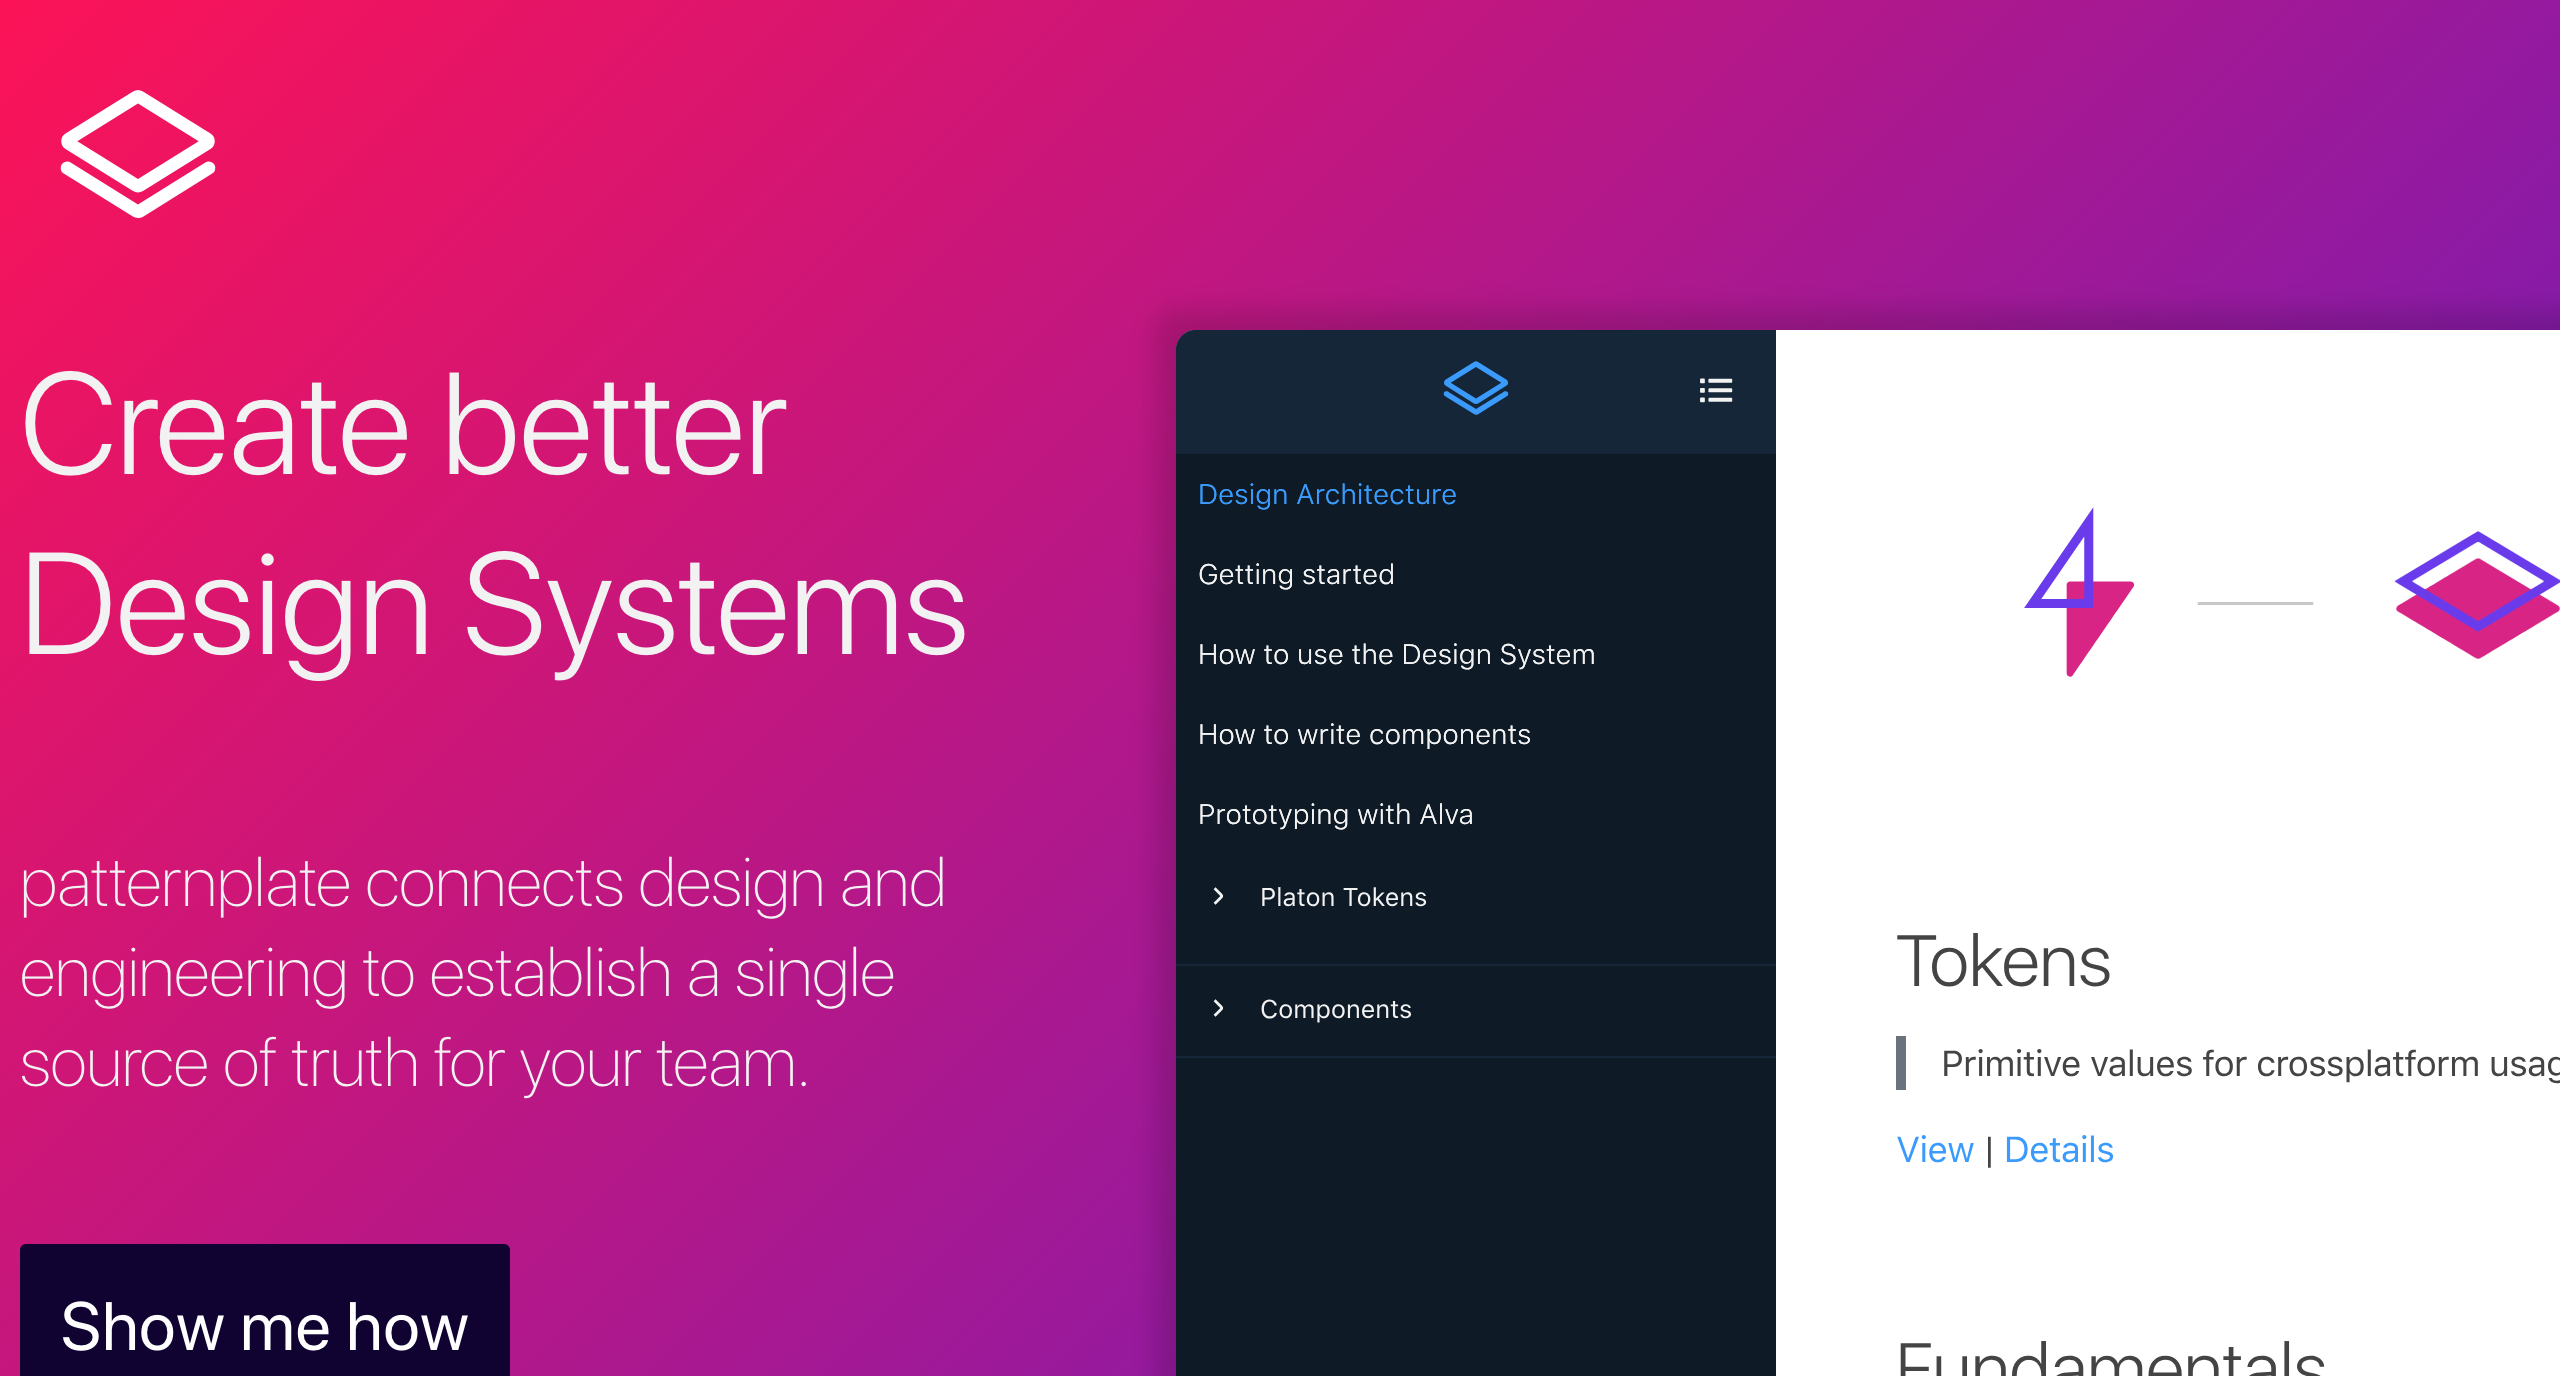 Create better
Design Systems
patternplate connects design and
engineering to establish a single
source of truth for your team.
Show me how
Design Architecture
Getting started
How to use the Design System
How to write components
Prototyping with Alva
Platon Tokens
Components
Tokens
Primitive values for crossplatform usag
View | Details
Fundamentals